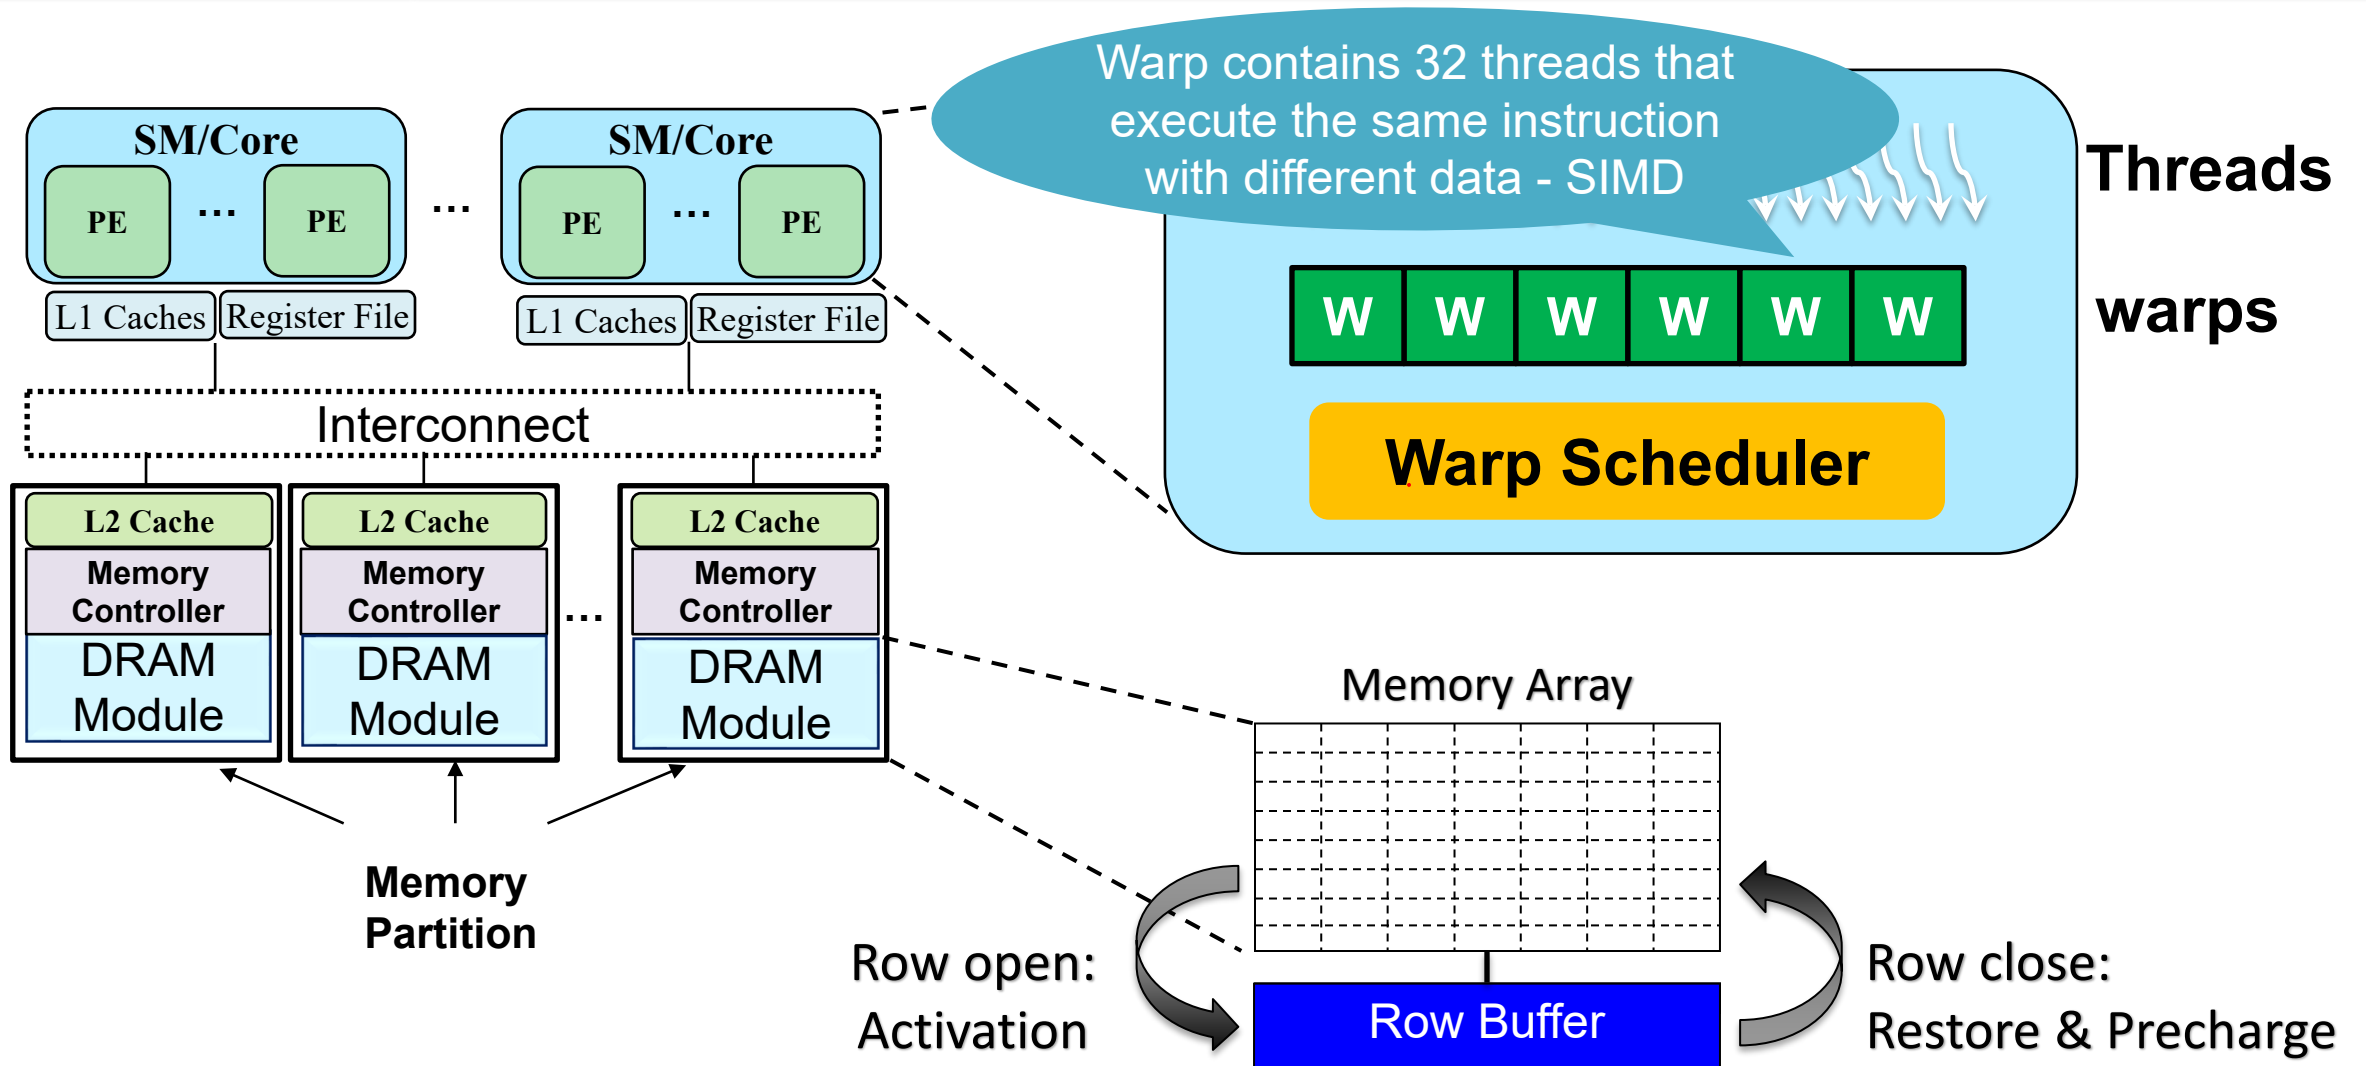 Warp contains 32 threads that
execute the same instruction
with different data - SIMD
SM/Core
PE
...
PE
L1 Caches
Register File
...
SM/Core
PE
...
PE
L1 Caches
Register File
Interconnect
L2 Cache
Memory
Controller
DRAM
Module
L2 Cache
Memory
Controller
DRAM
Module
...
L2 Cache
Memory
Controller
DRAM
Module
Memory
Partition
Threads
W W W W W W
warps
Warp Scheduler
Memory Array
Row open:
Activation
Row Buffer
Row close:
Restore & Precharge